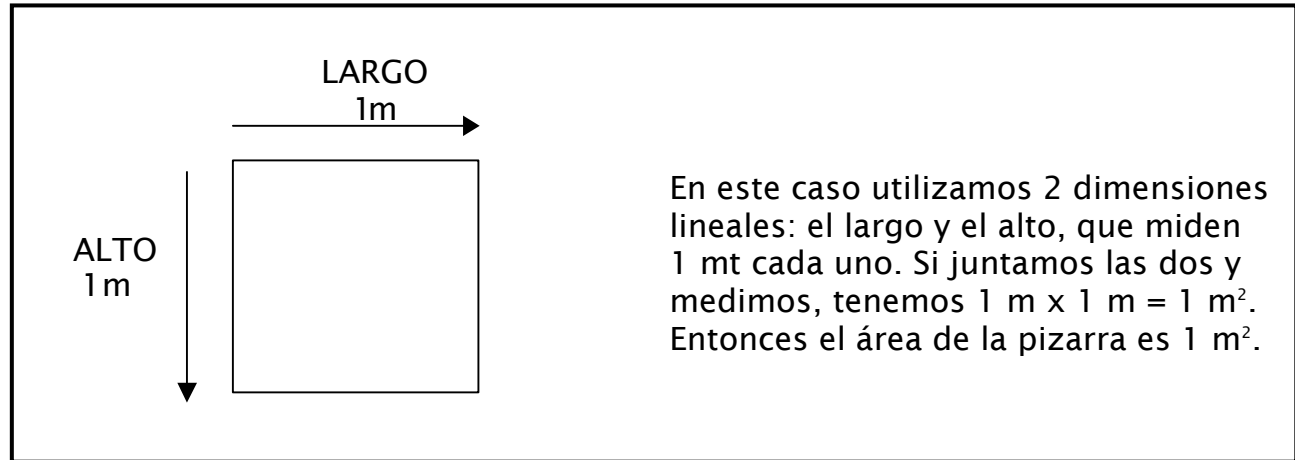 LARGO
1m
ALTO
1m
En este caso utilizamos 2 dimensiones
lineales: el largo y el alto, que miden
1 mt cada uno. Si juntamos las dos y
medimos, tenemos 1 m x 1 m = 1 m².
Entonces el área de la pizarra es 1 m².